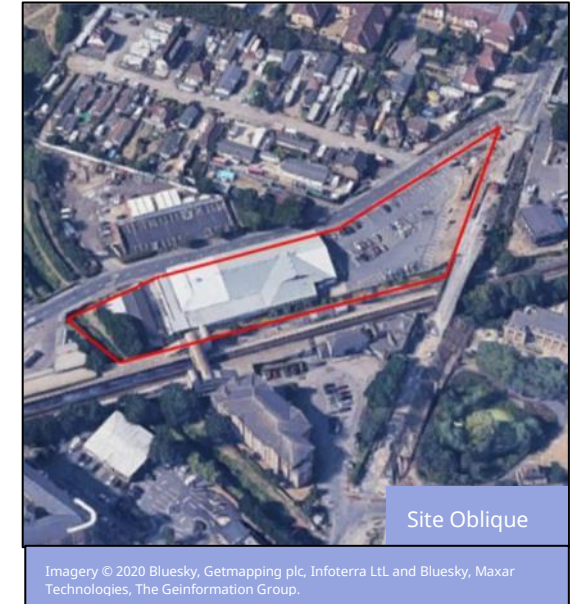 Site Oblique
Imagery © 2020 Bluesky, Getmapping plc, Infoterra LtL and Bluesky, Maxar
Technologies, The Geinformation Group.